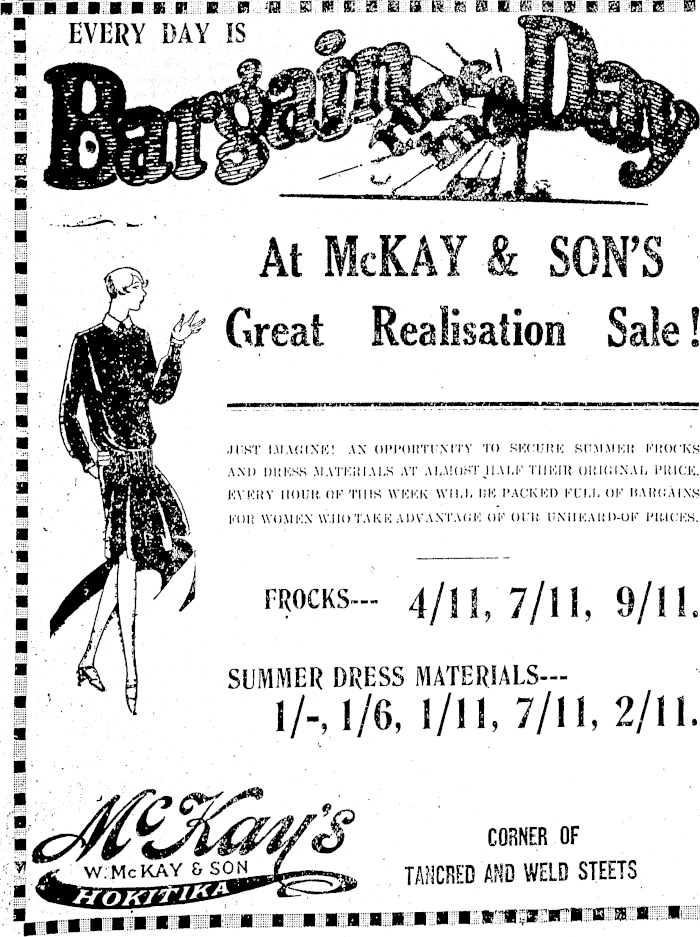 EVERY DAY IS
Bargain Day
At McKAY & SON'S
Great Realisation Sale!
JUST IMAGINE! AN OPPORTUNITY TO SECURE SUMMER FROCKS
AND DRESS MATERIALS AT ALMOST HALF THEIR ORIGINAL PRICE.
EVERY HOUR OF THIS WEEK WILL BE PACKED FULL OF BARGAINS
FOR WOMEN WHO TAKE ADVANTAGE OF OUR UNHEARD-OF PRICES.
FROCKS--- 4/11, 7/11, 9/11.
SUMMER DRESS MATERIALS---
1/-, 1/6, 1/11, 7/11, 2/11.
McKay's
W. McKAY & SON
HOKITIKA
CORNER OF
TANCRED AND WELD STEETS